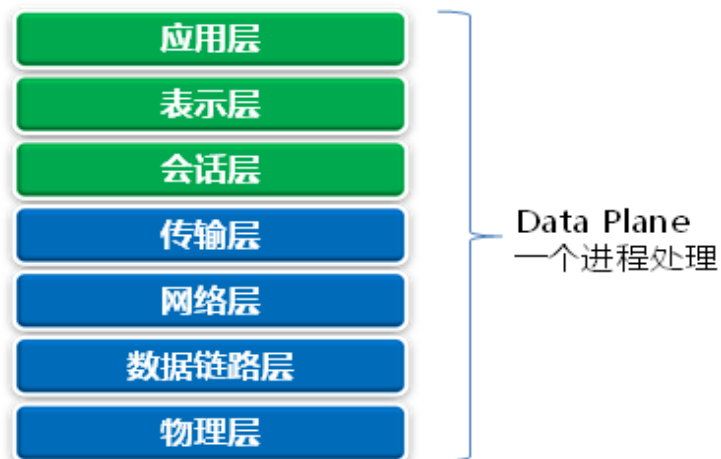 应用层
表示层
会话层
传输层
网络层
数据链路层
物理层
Data Plane
一个进程处理